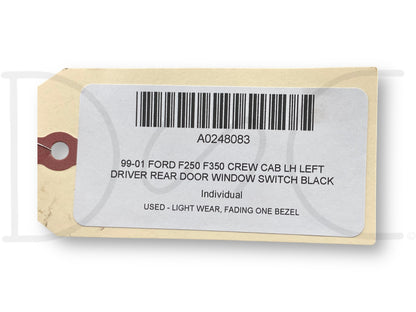 A0248083
99-01 FORD F250 F350 CREW CAB LH LEFT
DRIVER REAR DOOR WINDOW SWITCH BLACK
Individual
USED - LIGHT WEAR, FADING ONE BEZEL